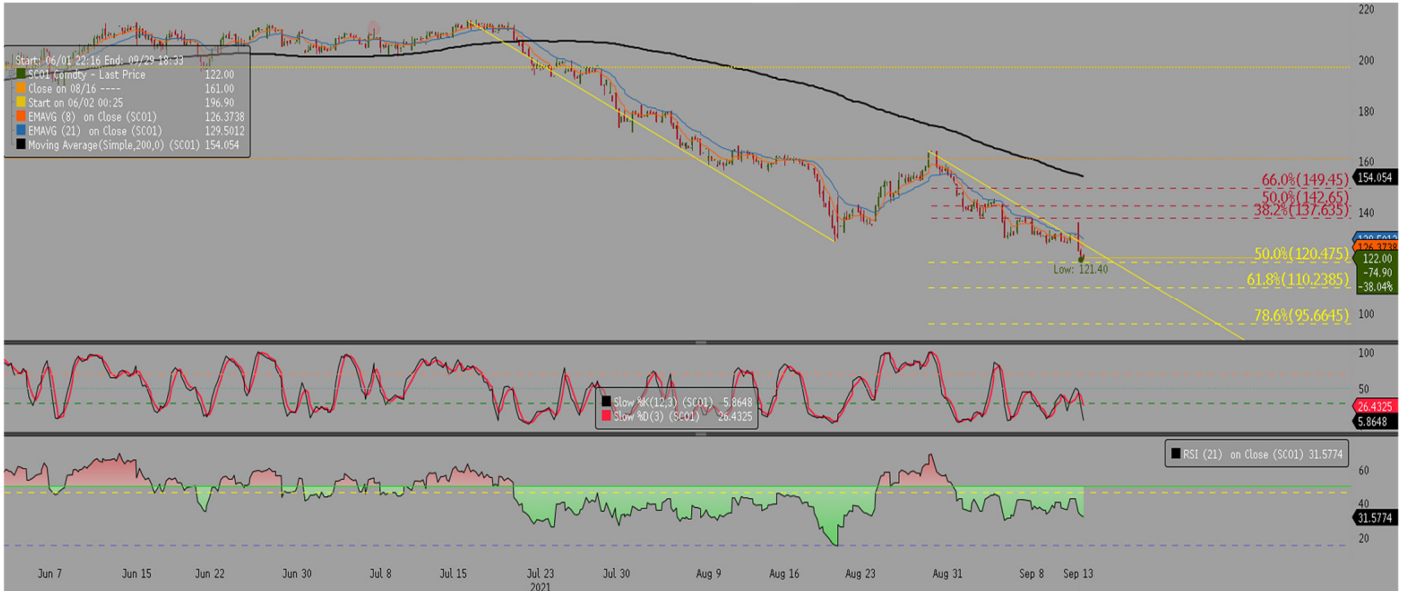 220
Start: 06/01 22:16 End: 09/29 18:33
SCO1 Comdty - Last Price 122.00
Close on 08/16 ---- 161.00
Start on 06/02 00:25 196.90
EMAVG (8) on Close (SCO1) 126.3738
EMAVG (21) on Close (SCO1) 129.5012
Moving Average(Simple,200,0) (SCO1) 154.054
200
180
160
154.054
66.0%(149.45)
50.0%(142.65)
38.2%(137.635)
140
129.5012
126.3738
50.0%(120.475)
122.00
-74.90
-38.04%
Low: 121.40
61.8%(110.2385)
78.6%(95.6645)
100
100
50
Slow %K(12,3) (SCO1) 5.8648
Slow %D(3) (SCO1) 26.4325
26.4325
5.8648
RSI (21) on Close (SCO1) 31.5774
60
40
31.5774
20
Jun 7 Jun 15 Jun 22 Jun 30 Jul 8 Jul 15 Jul 23 Jul 30 Aug 9 Aug 16 Aug 23 Aug 31 Sep 8 Sep 13
2021